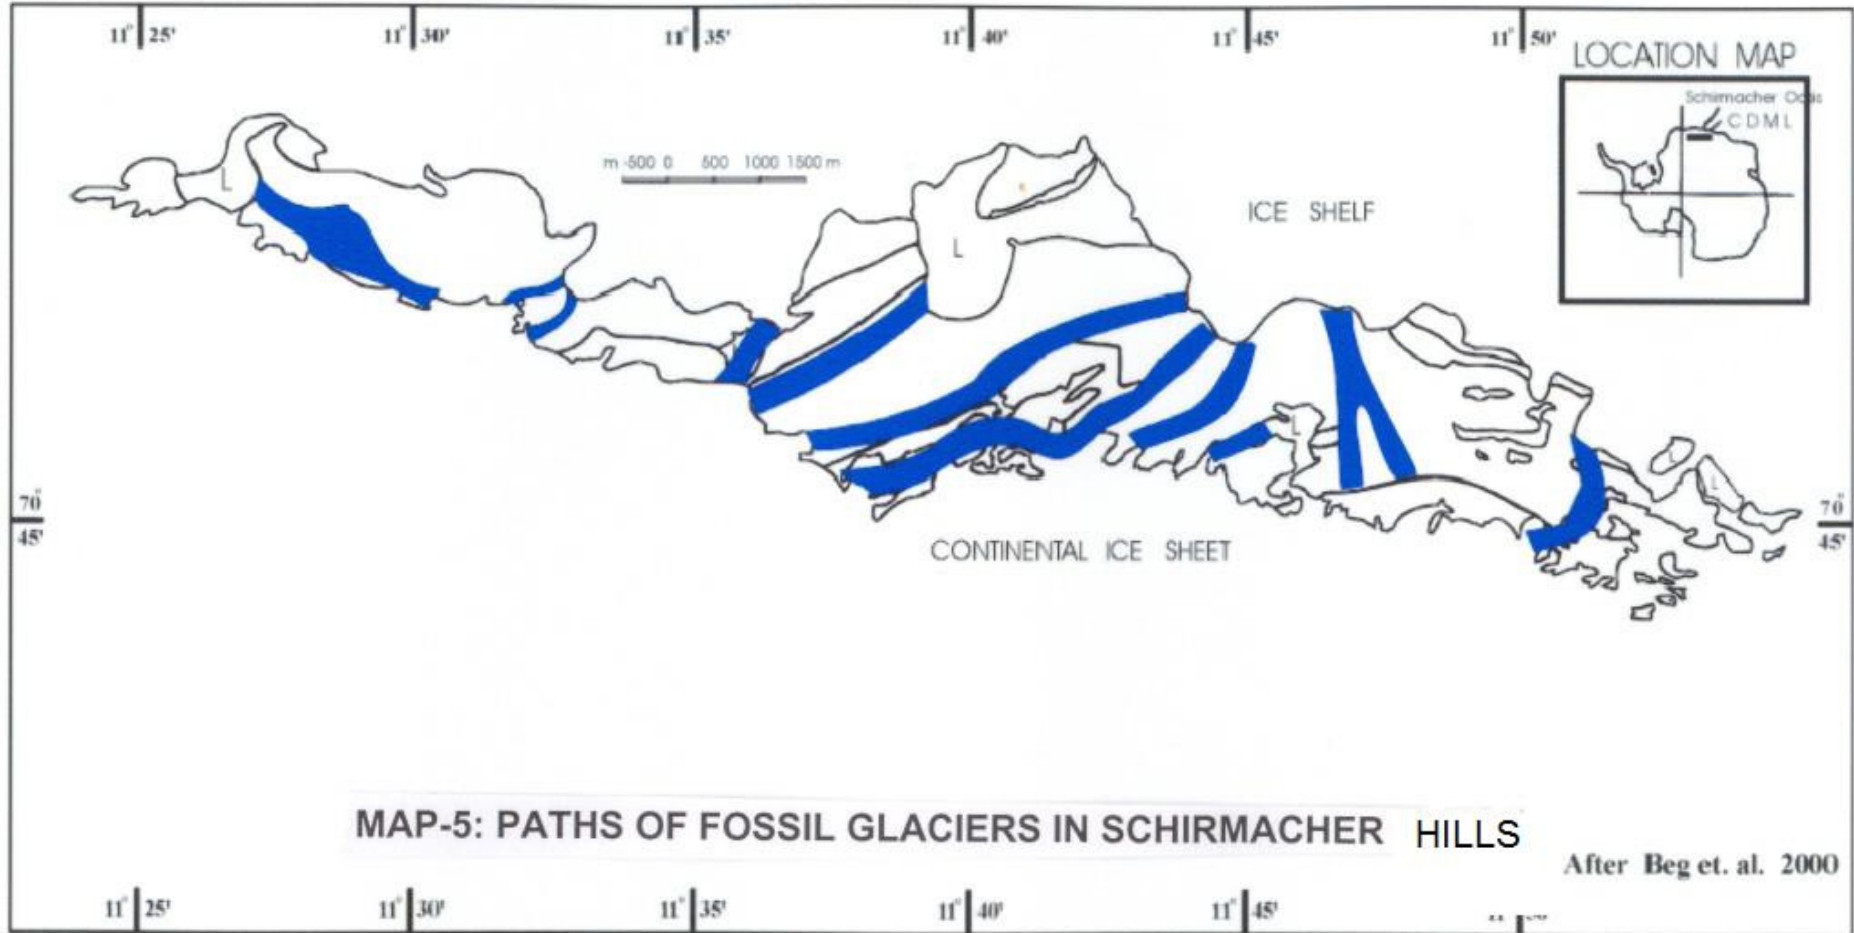 11° 25' 11° 30' 11° 35' 11° 40' 11° 45' 11° 50'
LOCATION MAP
Schirmacher Oasis
CDML
m -500 0 500 1000 1500 m
L
ICE SHELF
L
L
L
L
70° 45'
70° 45'
CONTINENTAL ICE SHEET
MAP-5: PATHS OF FOSSIL GLACIERS IN SCHIRMACHER HILLS
After Beg et. al. 2000
11° 25' 11° 30' 11° 35' 11° 40' 11° 45'